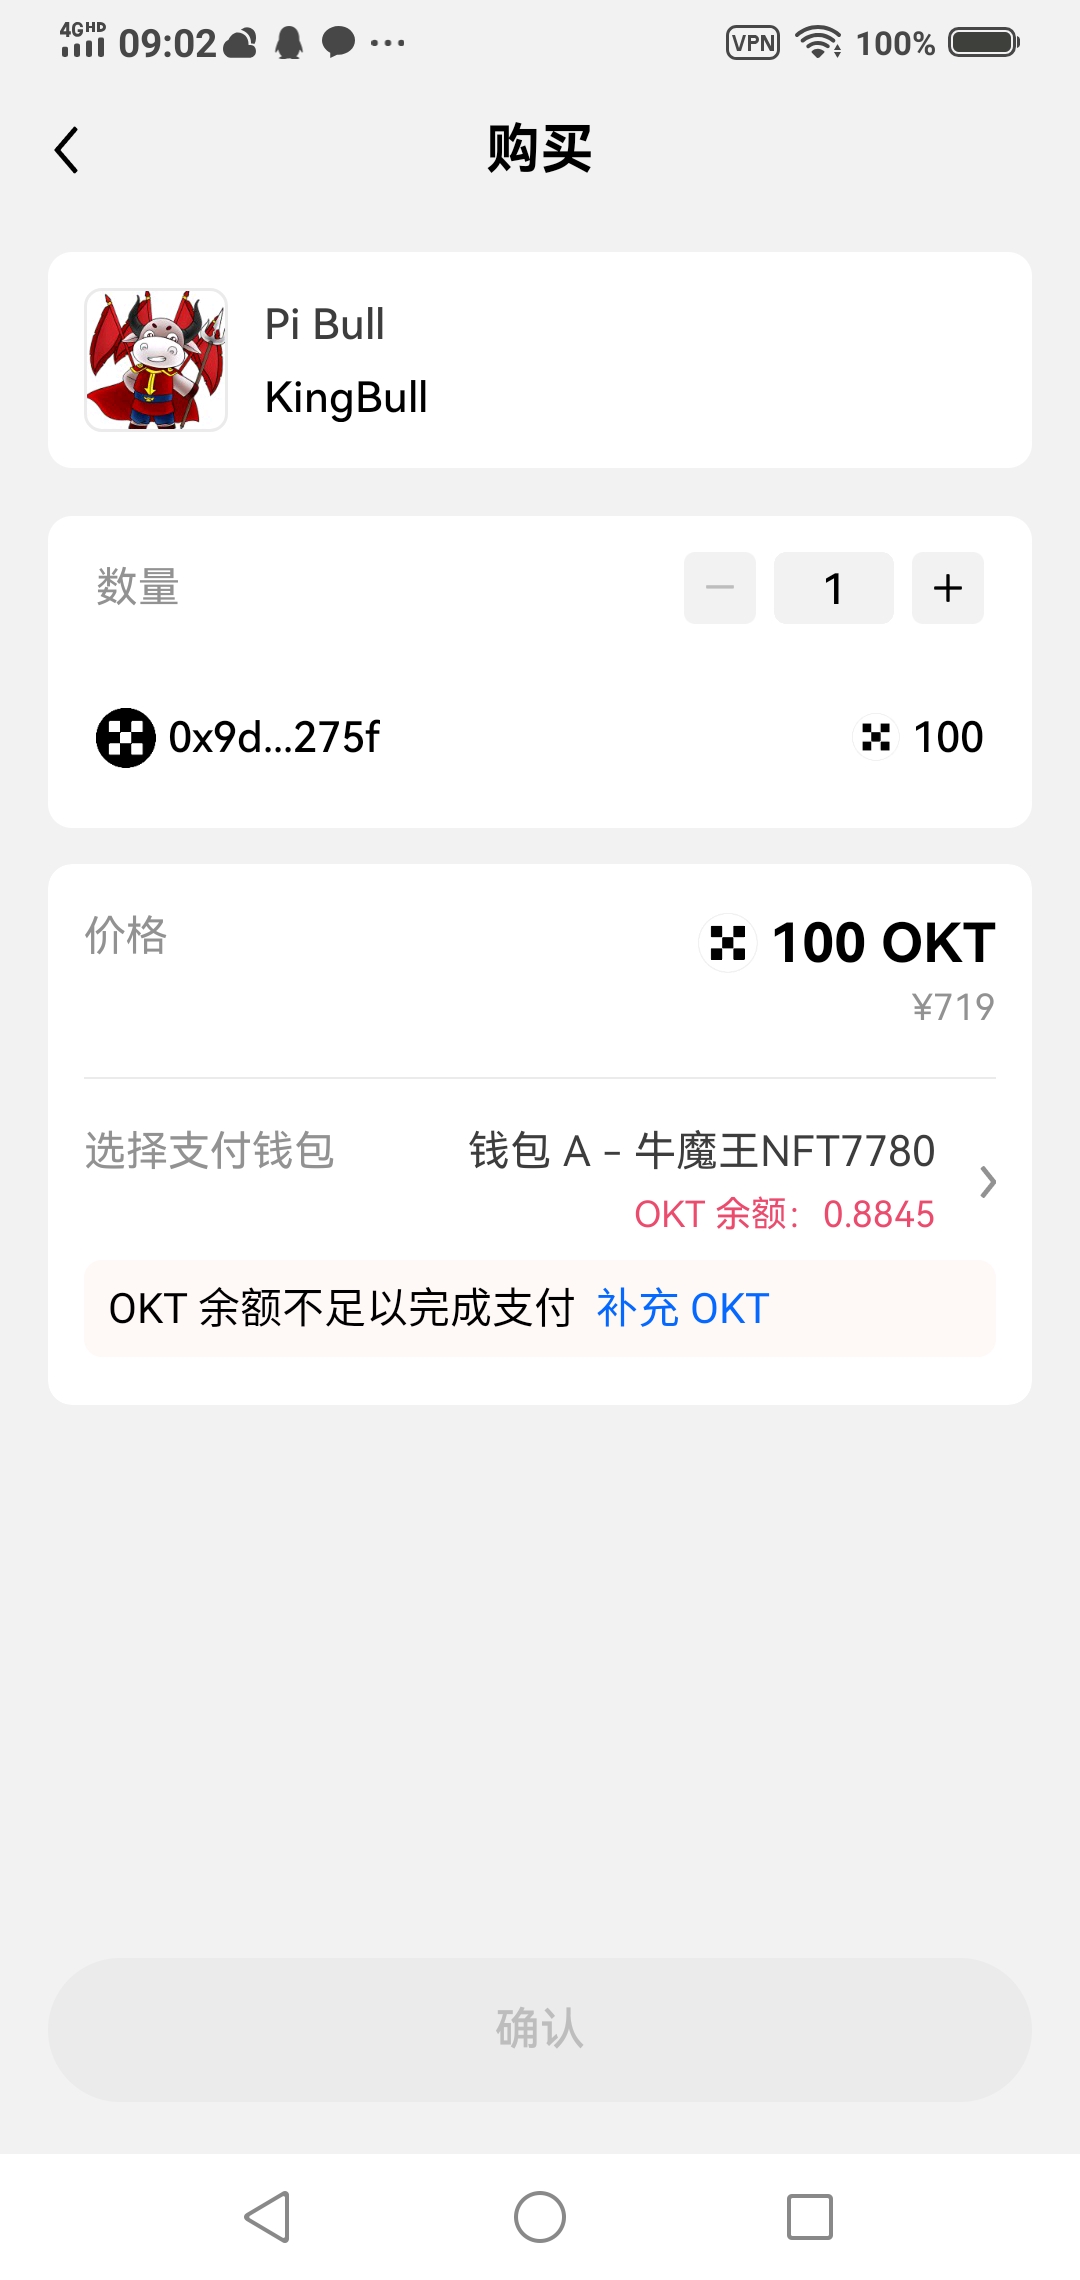 4GHD 09:02 VPN 100%
购买
Pi Bull
KingBull
数量 1
0x9d...275f 100
价格 100 OKT
¥719
选择支付钱包 钱包 A - 牛魔王NFT7780
OKT 余额：0.8845
OKT 余额不足以完成支付 补充 OKT
确认